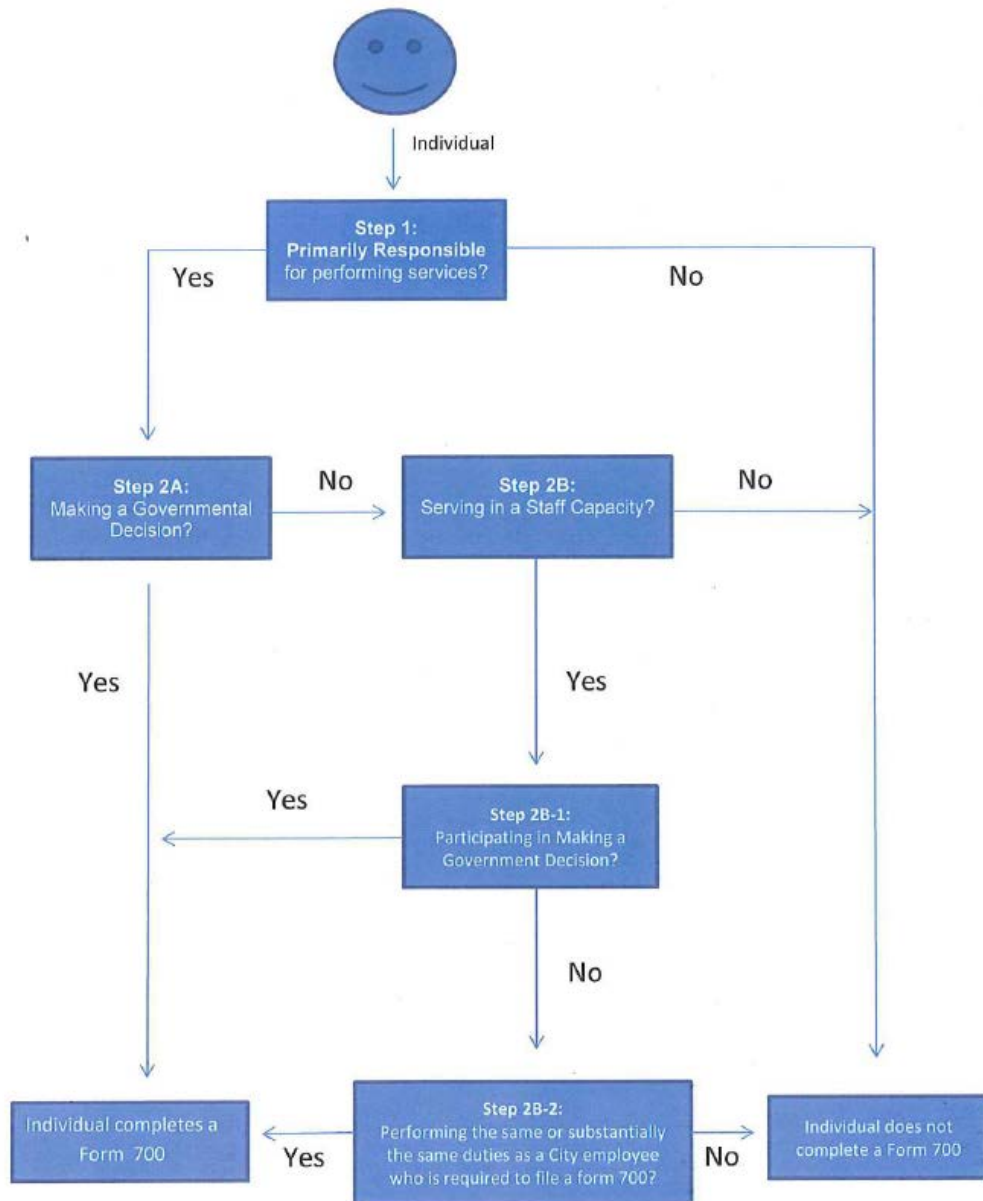 Individual
Step 1:
Primarily Responsible
for performing services?
Yes
No
Step 2A:
Making a Governmental
Decision?
No
Step 2B:
Serving in a Staff Capacity?
No
Yes
Yes
Yes
Step 2B-1:
Participating in Making a
Government Decision?
No
Individual completes a
Form 700
Yes
Step 2B-2:
Performing the same or substantially
the same duties as a City employee
who is required to file a form 700?
No
Individual does not
complete a Form 700